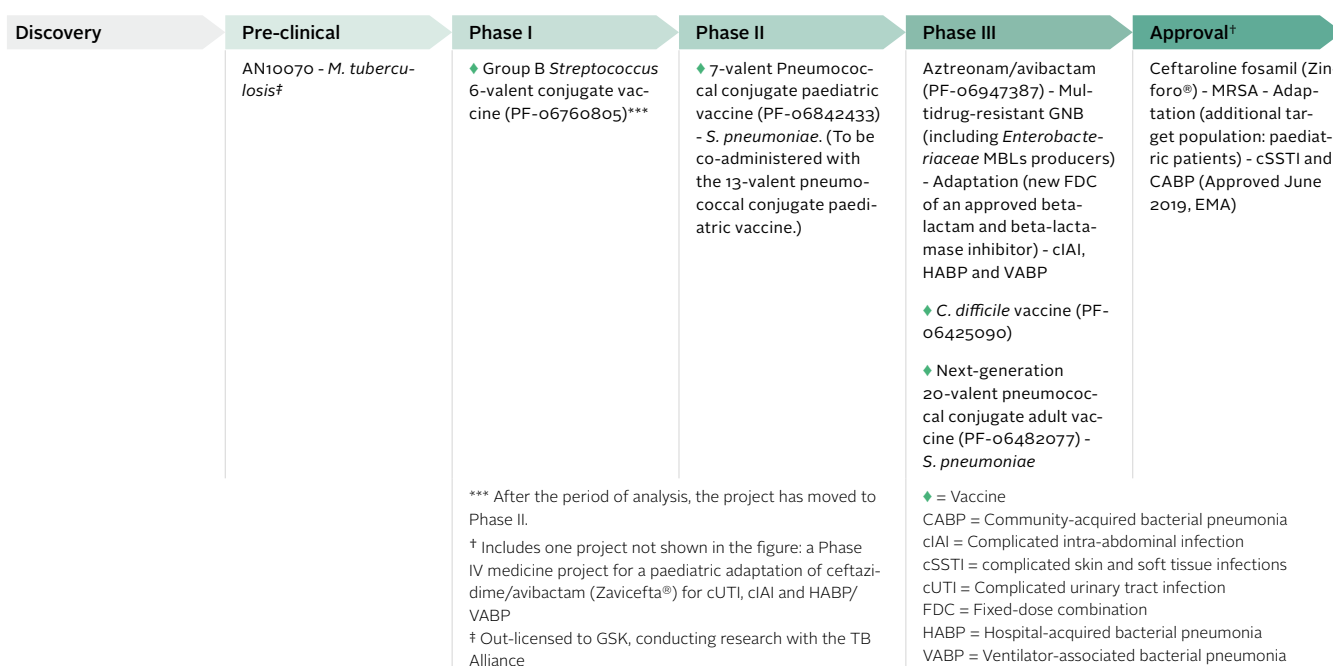 Discovery
Pre-clinical
Phase I
Phase II
Phase III
Approval†
AN10070 - M. tubercu-
losis‡
♦ Group B Streptococcus
6-valent conjugate vac-
cine (PF-06760805)***
♦ 7-valent Pneumococ-
cal conjugate paediatric
vaccine (PF-06842433)
- S. pneumoniae. (To be
co-administered with
the 13-valent pneumo-
coccal conjugate paedi-
atric vaccine.)
Aztreonam/avibactam
(PF-06947387) - Mul-
tidrug-resistant GNB
(including Enterobacte-
riaceae MBLs producers)
- Adaptation (new FDC
of an approved beta-
lactam and beta-lacta-
mase inhibitor) - cIAI,
HABP and VABP
♦ C. difficile vaccine (PF-
06425090)
♦ Next-generation
20-valent pneumococ-
cal conjugate adult vac-
cine (PF-06482077) -
S. pneumoniae
Ceftaroline fosamil (Zin
foro®) - MRSA - Adap-
tation (additional tar-
get population: paediat-
ric patients) - cSSTI and
CABP (Approved June
2019, EMA)
*** After the period of analysis, the project has moved to
Phase II.
† Includes one project not shown in the figure: a Phase
IV medicine project for a paediatric adaptation of ceftazi-
dime/avibactam (Zavicefta®) for cUTI, cIAI and HABP/
VABP
‡ Out-licensed to GSK, conducting research with the TB
Alliance
♦ = Vaccine
CABP = Community-acquired bacterial pneumonia
cIAI = Complicated intra-abdominal infection
cSSTI = complicated skin and soft tissue infections
cUTI = Complicated urinary tract infection
FDC = Fixed-dose combination
HABP = Hospital-acquired bacterial pneumonia
VABP = Ventilator-associated bacterial pneumonia